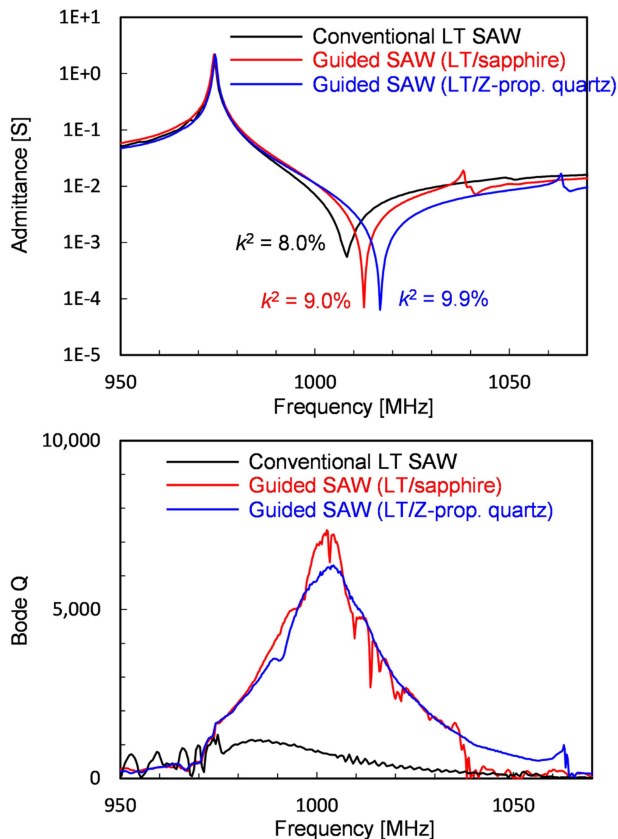 1E+1
1E+0
1E-1
1E-2
1E-3
1E-4
1E-5
Admittance [S]
Conventional LT SAW
Guided SAW (LT/sapphire)
Guided SAW (LT/Z-prop. quartz)
k² = 8.0%
k² = 9.0%
k² = 9.9%
950
1000
1050
Frequency [MHz]
10,000
5,000
0
Bode Q
Conventional LT SAW
Guided SAW (LT/sapphire)
Guided SAW (LT/Z-prop. quartz)
950
1000
1050
Frequency [MHz]